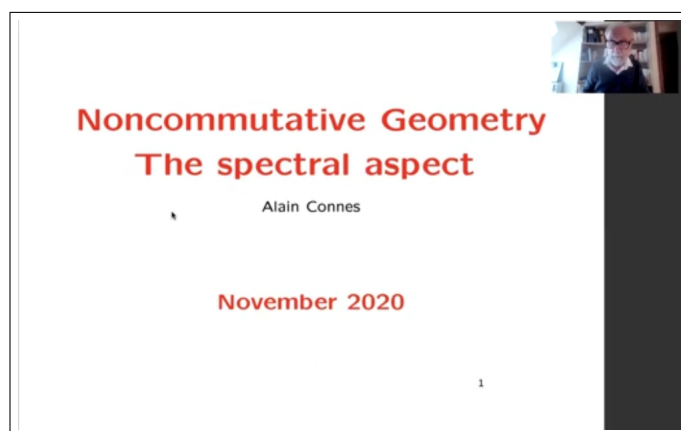 Noncommutative Geometry
The spectral aspect
Alain Connes
November 2020
1